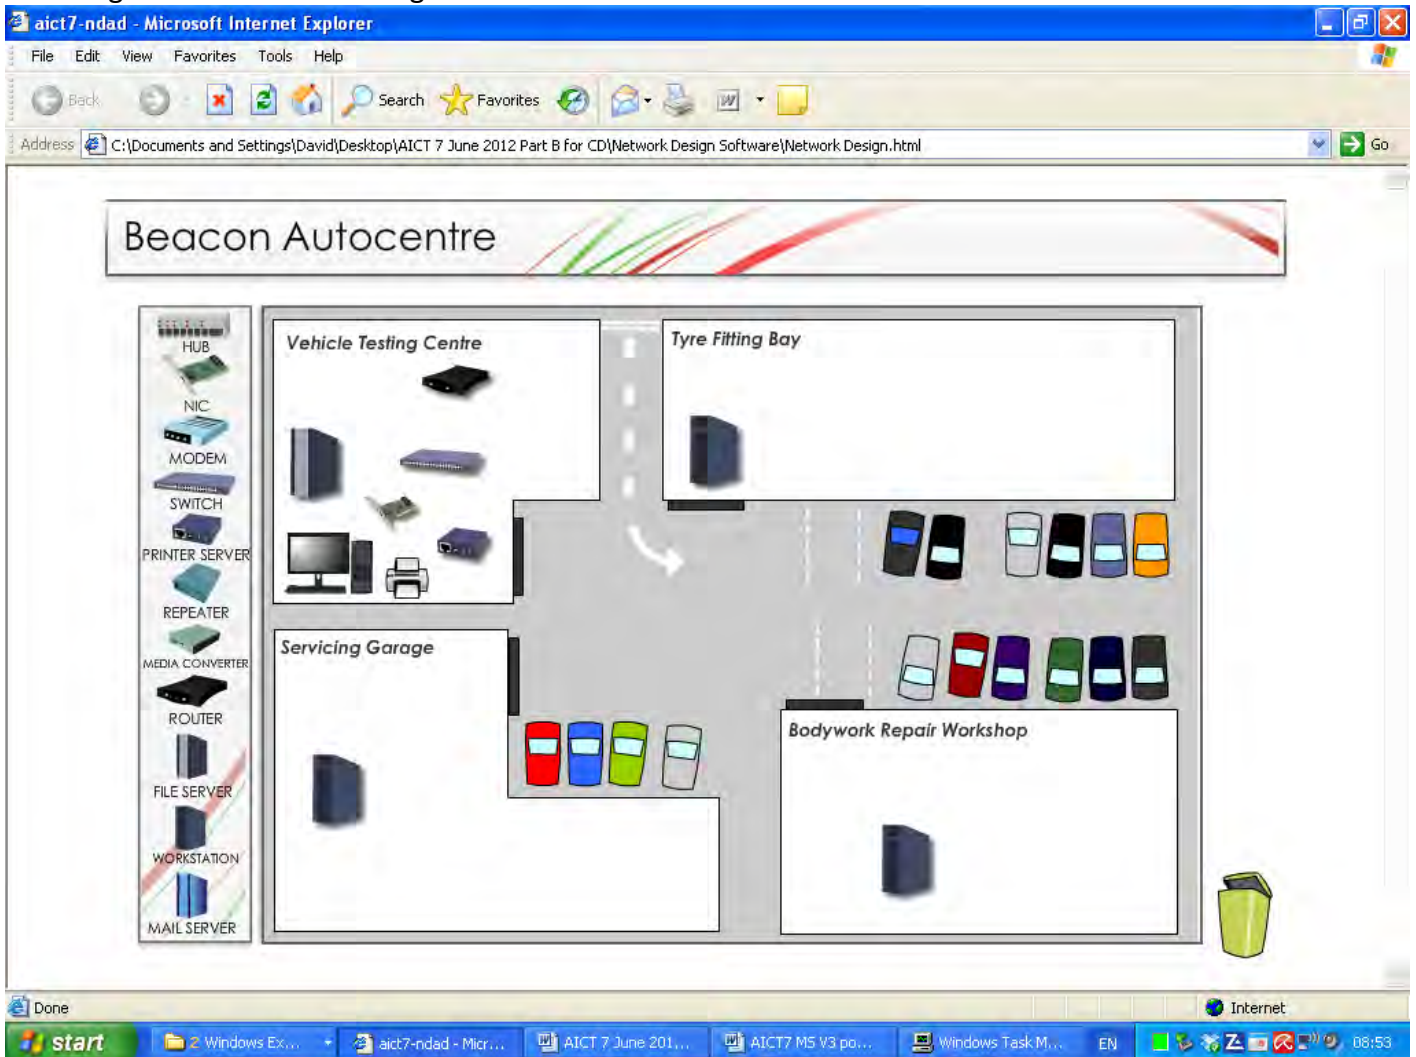 aict7-ndad - Microsoft Internet Explorer
File Edit View Favorites Tools Help
Back Search Favorites
Address C:\Documents and Settings\David\Desktop\AICT 7 June 2012 Part B for CD\Network Design Software\Network Design.html Go
Beacon Autocentre
HUB
NIC
MODEM
SWITCH
PRINTER SERVER
REPEATER
MEDIA CONVERTER
ROUTER
FILE SERVER
WORKSTATION
MAIL SERVER
Vehicle Testing Centre
Tyre Fitting Bay
Servicing Garage
Bodywork Repair Workshop
Done Internet
start 2 Windows Ex... aict7-ndad - Micr... AICT 7 June 201... AICT7 MS V3 po... Windows Task M... EN 08:53